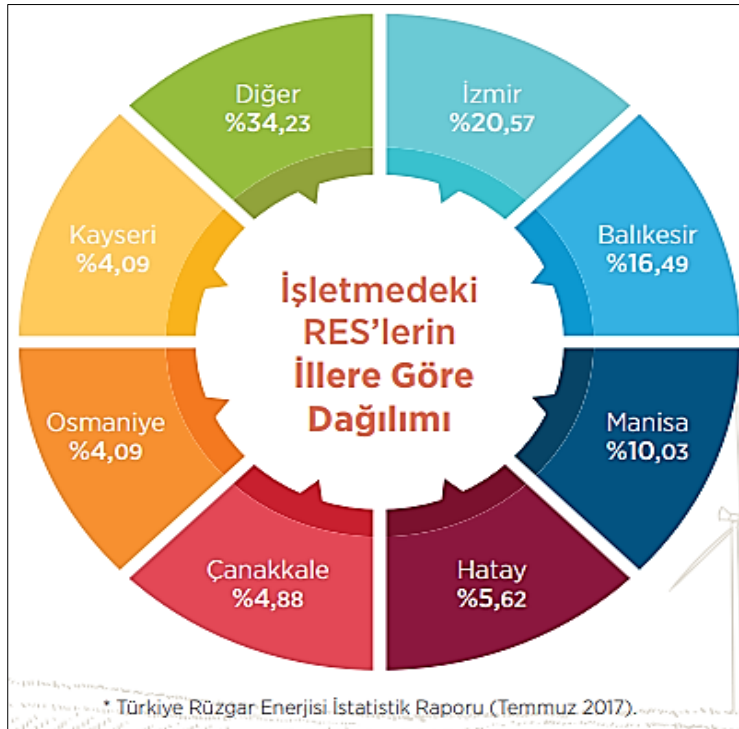 İşletmedeki
RES'lerin
İllere Göre
Dağılımı
İzmir
%20,57
Balıkesir
%16,49
Manisa
%10,03
Hatay
%5,62
Çanakkale
%4,88
Osmaniye
%4,09
Kayseri
%4,09
Diğer
%34,23
* Türkiye Rüzgar Enerjisi İstatistik Raporu (Temmuz 2017).